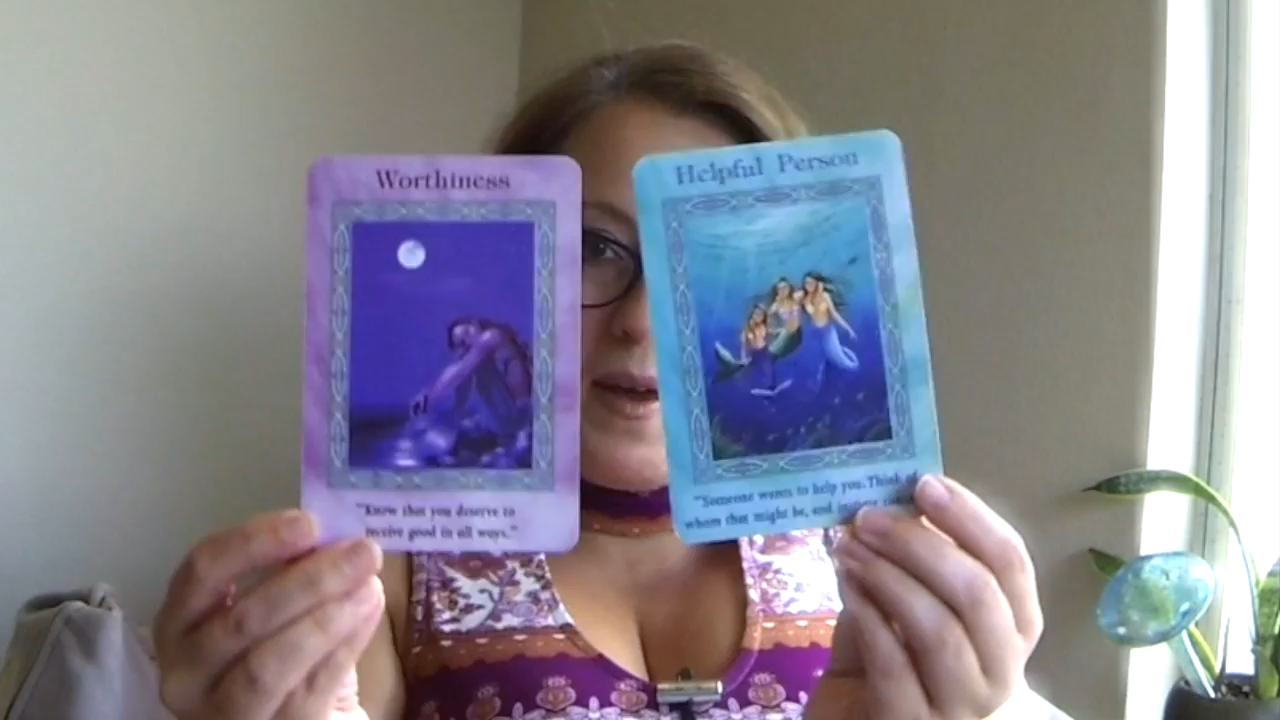 Worthiness
"Know that you deserve to
receive good in all ways."
Helpful Person
"Someone wants to help you. Think of
whom that might be, and